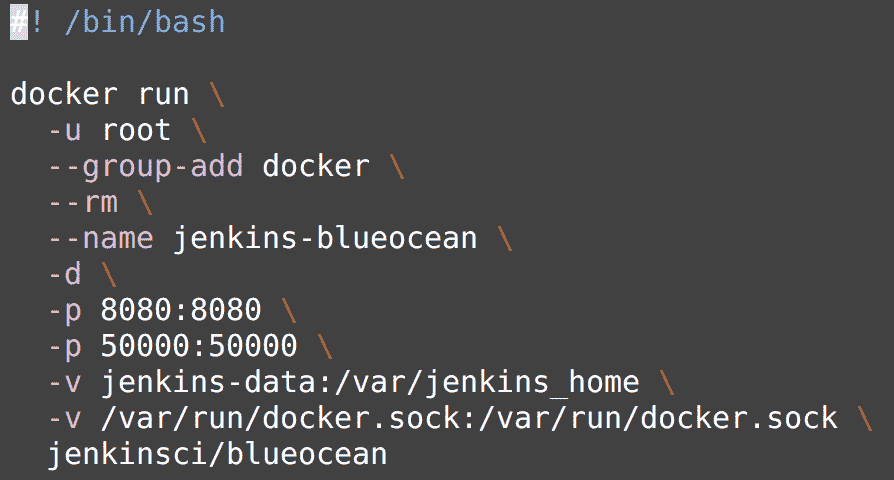 #! /bin/bash
docker run \
-u root \
--group-add docker \
--rm \
--name jenkins-blueocean \
-d \
-p 8080:8080 \
-p 50000:50000 \
-v jenkins-data:/var/jenkins_home \
-v /var/run/docker.sock:/var/run/docker.sock \
jenkinsci/blueocean